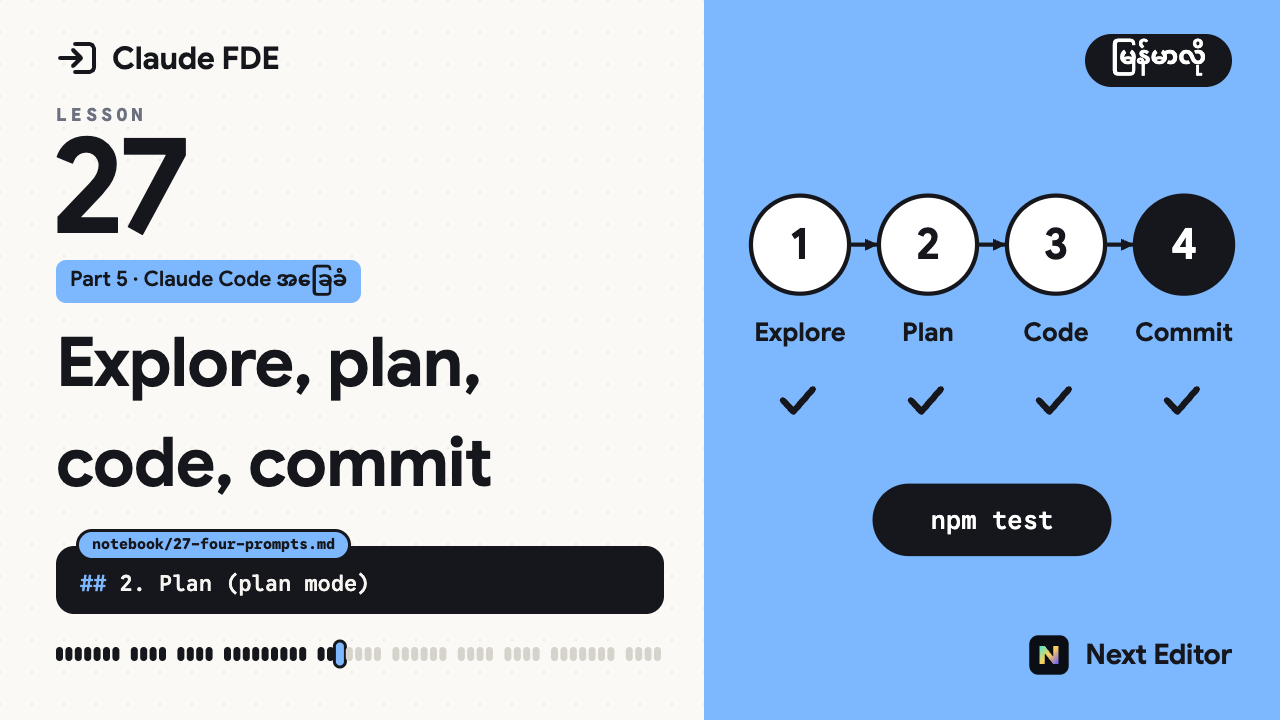 Claude FDE
မြန်မာလို
LESSON
27
Part 5 · Claude Code အခြေခံ
Explore, plan,
code, commit
notebook/27-four-prompts.md
## 2. Plan (plan mode)
1
2
3
4
Explore
Plan
Code
Commit
npm test
N
Next Editor